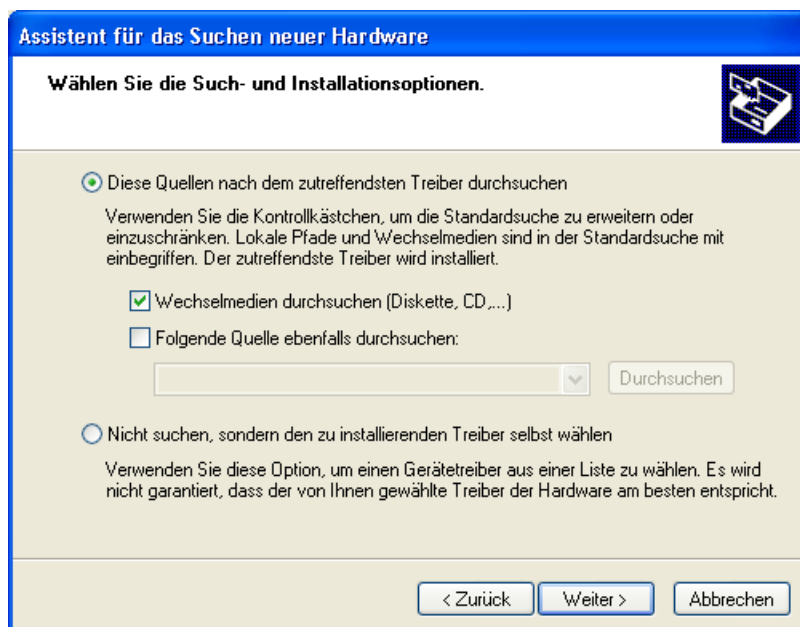 Assistent für das Suchen neuer Hardware
Wählen Sie die Such- und Installationsoptionen.
Diese Quellen nach dem zutreffendsten Treiber durchsuchen
Verwenden Sie die Kontrollkästchen, um die Standardsuche zu erweitern oder
einzuschränken. Lokale Pfade und Wechselmedien sind in der Standardsuche mit
einbegriffen. Der zutreffendste Treiber wird installiert.
Wechselmedien durchsuchen (Diskette, CD,...)
Folgende Quelle ebenfalls durchsuchen:
Durchsuchen
Nicht suchen, sondern den zu installierenden Treiber selbst wählen
Verwenden Sie diese Option, um einen Gerätetreiber aus einer Liste zu wählen. Es wird
nicht garantiert, dass der von Ihnen gewählte Treiber der Hardware am besten entspricht.
< Zurück Weiter > Abbrechen